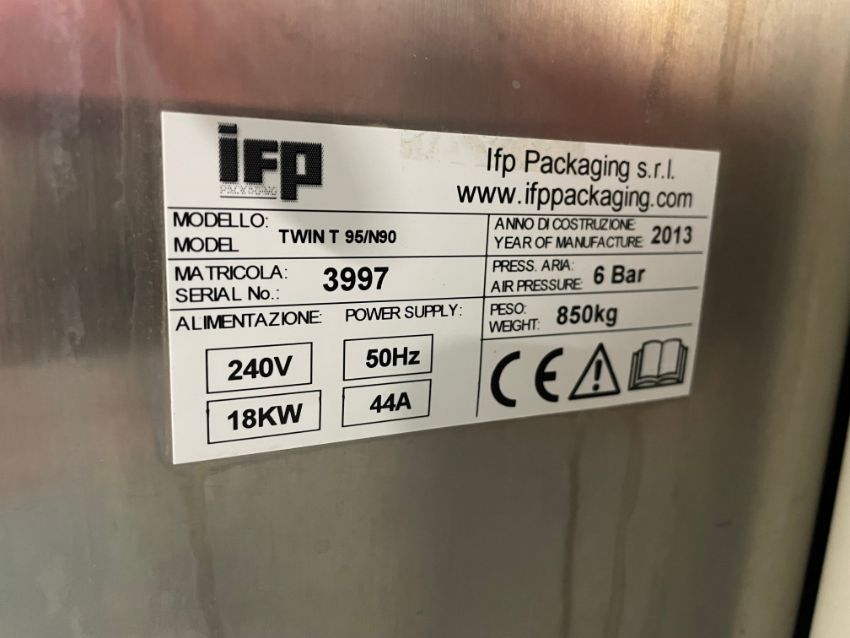 ifp
PACKAGING
Ifp Packaging s.r.l.
www.ifppackaging.com
MODELLO:
MODEL
TWIN T 95/N90
ANNO DI COSTRUZIONE:
YEAR OF MANUFACTURE:
2013
MATRICOLA:
SERIAL No.:
3997
PRESS. ARIA:
AIR PRESSURE:
6 Bar
ALIMENTAZIONE:
POWER SUPPLY:
PESO:
WEIGHT:
850kg
240V
50Hz
18KW
44A
CE